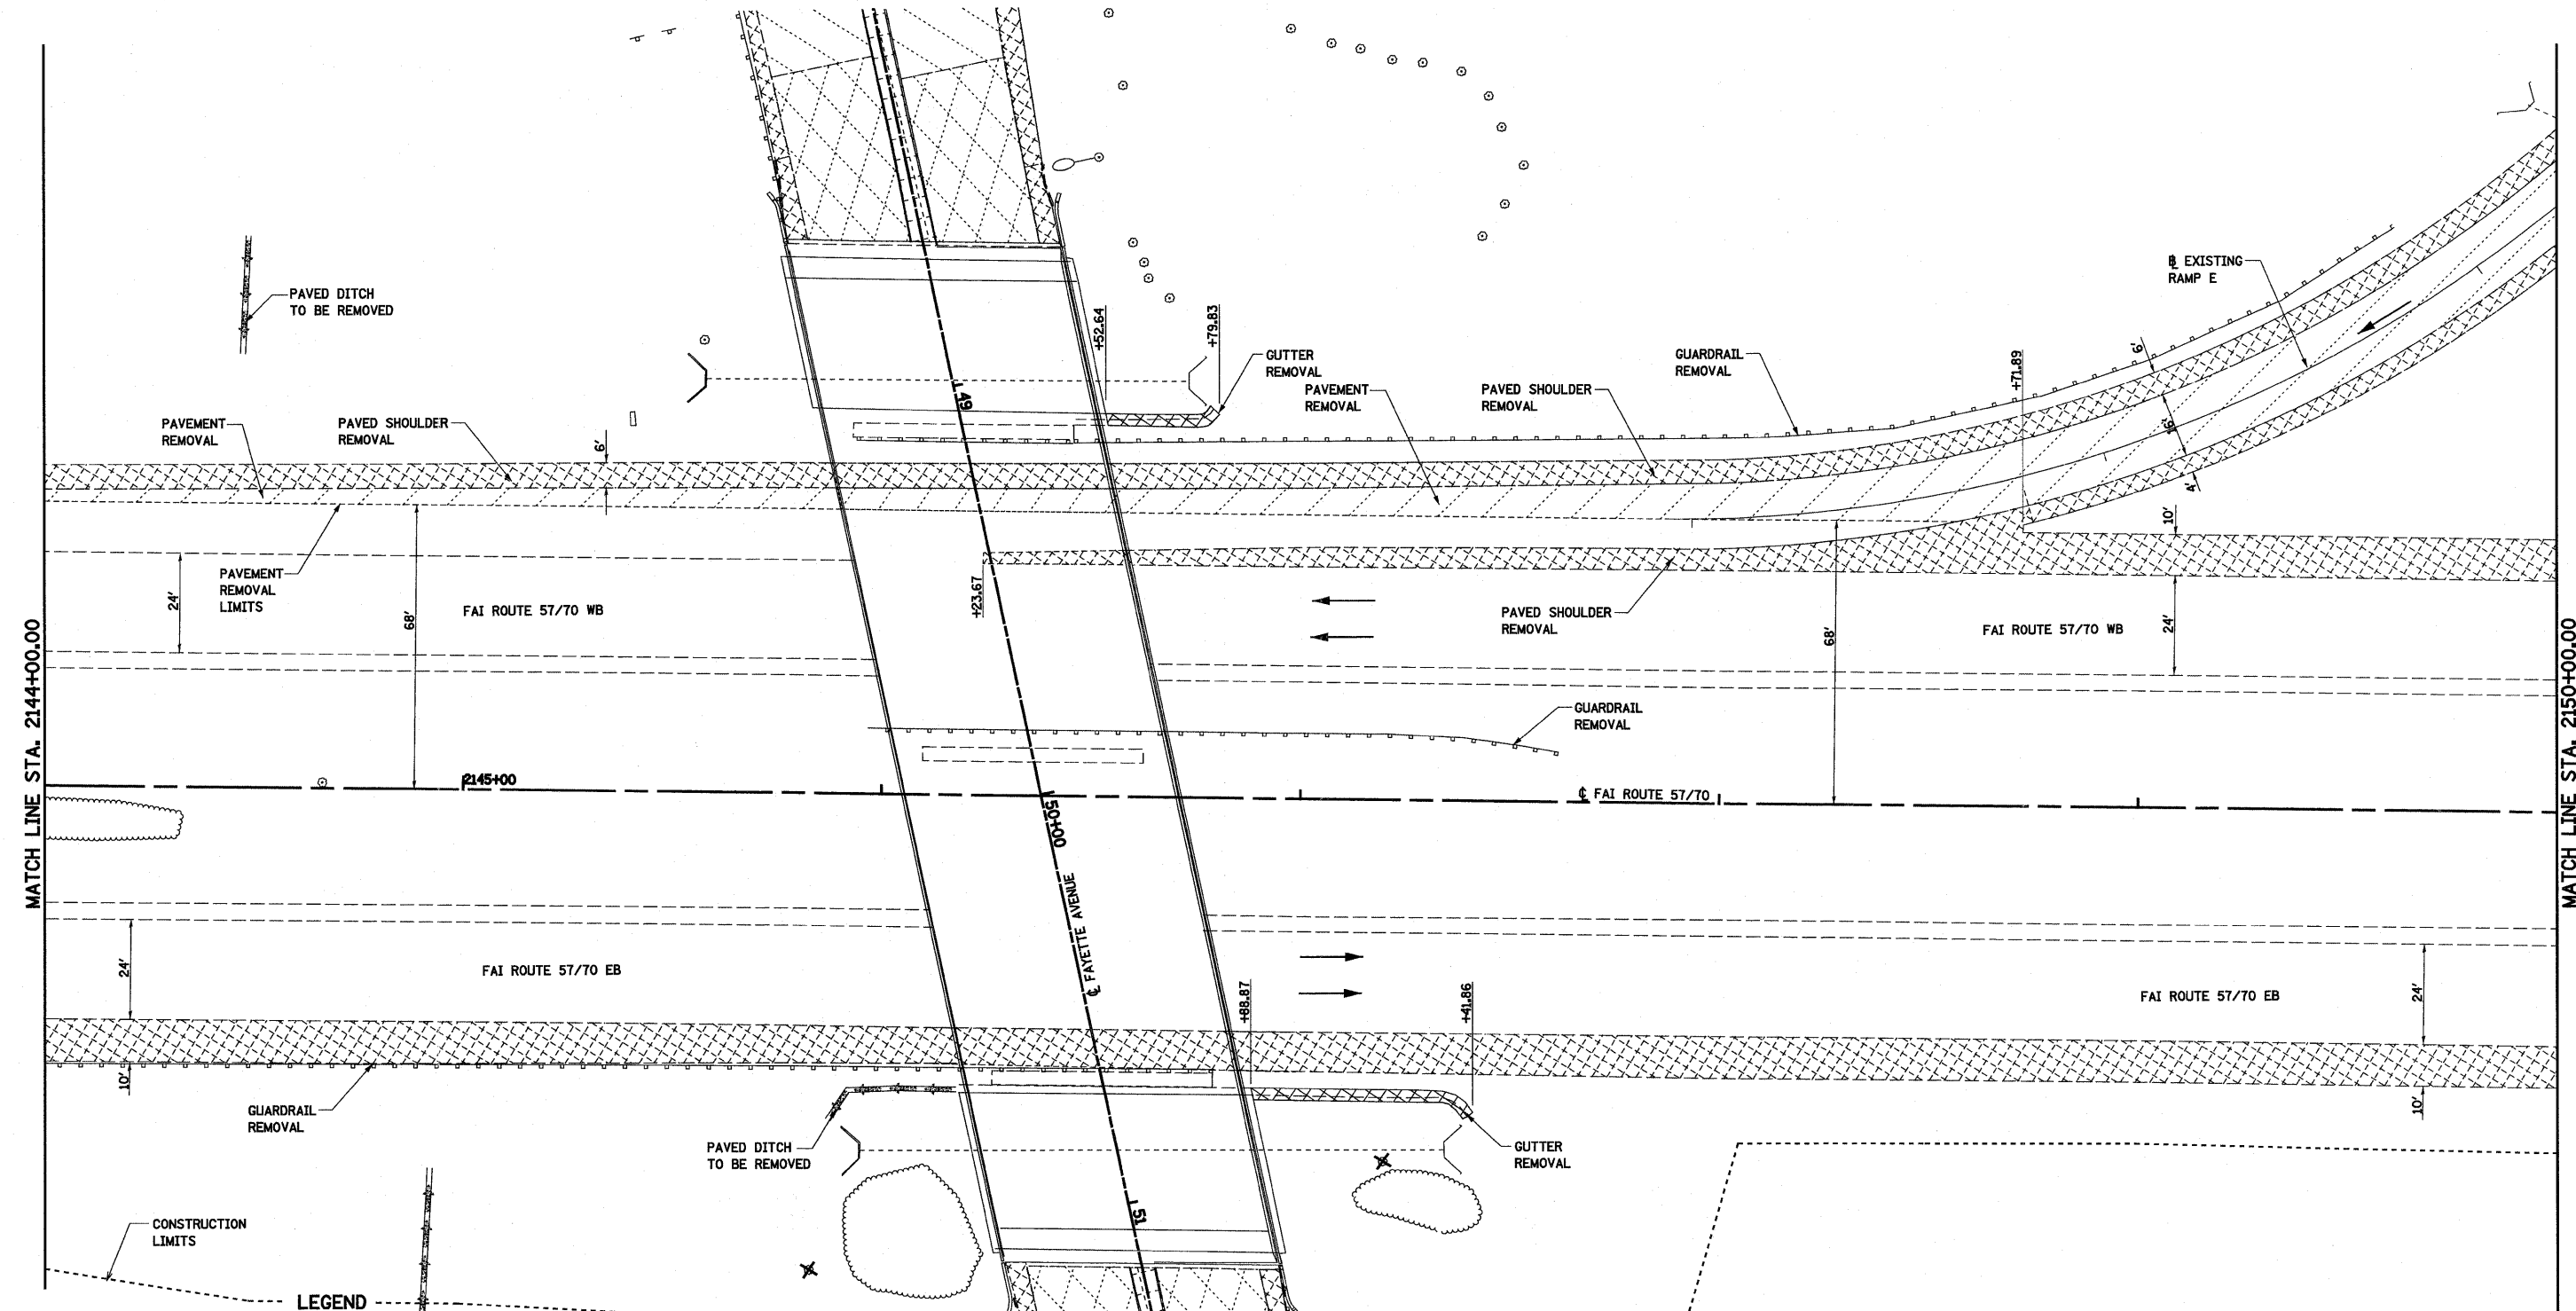 +52.64
+79.83
PAVED DITCH
TO BE REMOVED
℄ EXISTING
RAMP E
GUTTER
REMOVAL
GUARDRAIL
REMOVAL
+71.89
6'
49
PAVEMENT
REMOVAL
PAVED SHOULDER
REMOVAL
PAVEMENT
REMOVAL
PAVED SHOULDER
REMOVAL
6'
16'
4'
10'
PAVEMENT
REMOVAL
LIMITS
24'
68'
FAI ROUTE 57/70 WB
+23.67
PAVED SHOULDER
REMOVAL
68'
FAI ROUTE 57/70 WB
24'
MATCH LINE STA. 2144+00.00
MATCH LINE STA. 2150+00.00
GUARDRAIL
REMOVAL
2145+00
50+00
℄ FAI ROUTE 57/70
℄ FAYETTE AVENUE
24'
FAI ROUTE 57/70 EB
+88.87
+41.86
FAI ROUTE 57/70 EB
24'
10'
10'
GUARDRAIL
REMOVAL
PAVED DITCH
TO BE REMOVED
GUTTER
REMOVAL
51
CONSTRUCTION
LIMITS
LEGEND